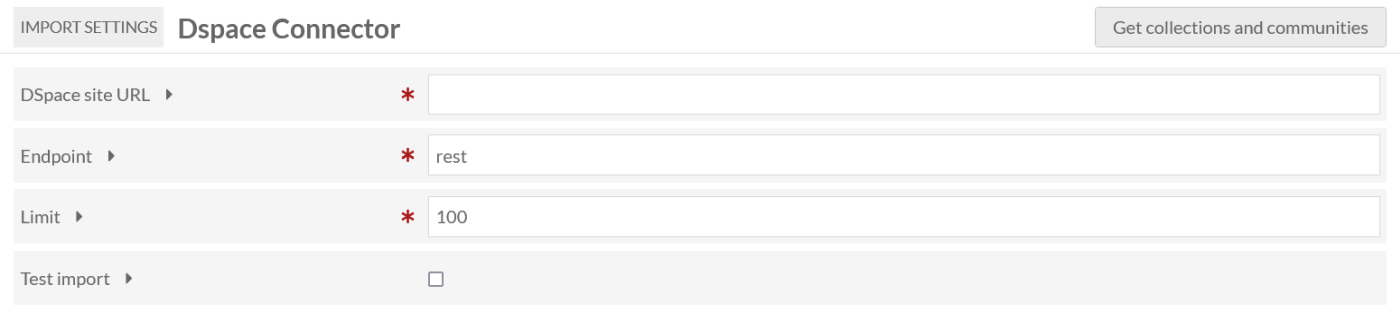 IMPORT SETTINGS Dspace Connector Get collections and communities
DSpace site URL *
Endpoint * rest
Limit * 100
Test import